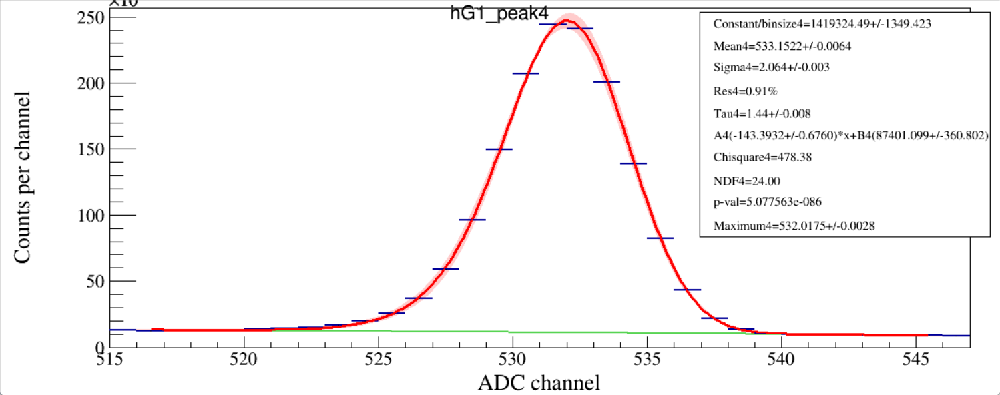 ×10
hG1_peak4
250
200
150
100
50
0
Counts per channel
515
520
525
530
535
540
545
ADC channel
Constant/binsize4=1419324.49+/-1349.423
Mean4=533.1522+/-0.0064
Sigma4=2.064+/-0.003
Res4=0.91%
Tau4=1.44+/-0.008
A4(-143.3932+/-0.6760)*x+B4(87401.099+/-360.802)
Chisquare4=478.38
NDF4=24.00
p-val=5.077563e-086
Maximum4=532.0175+/-0.0028